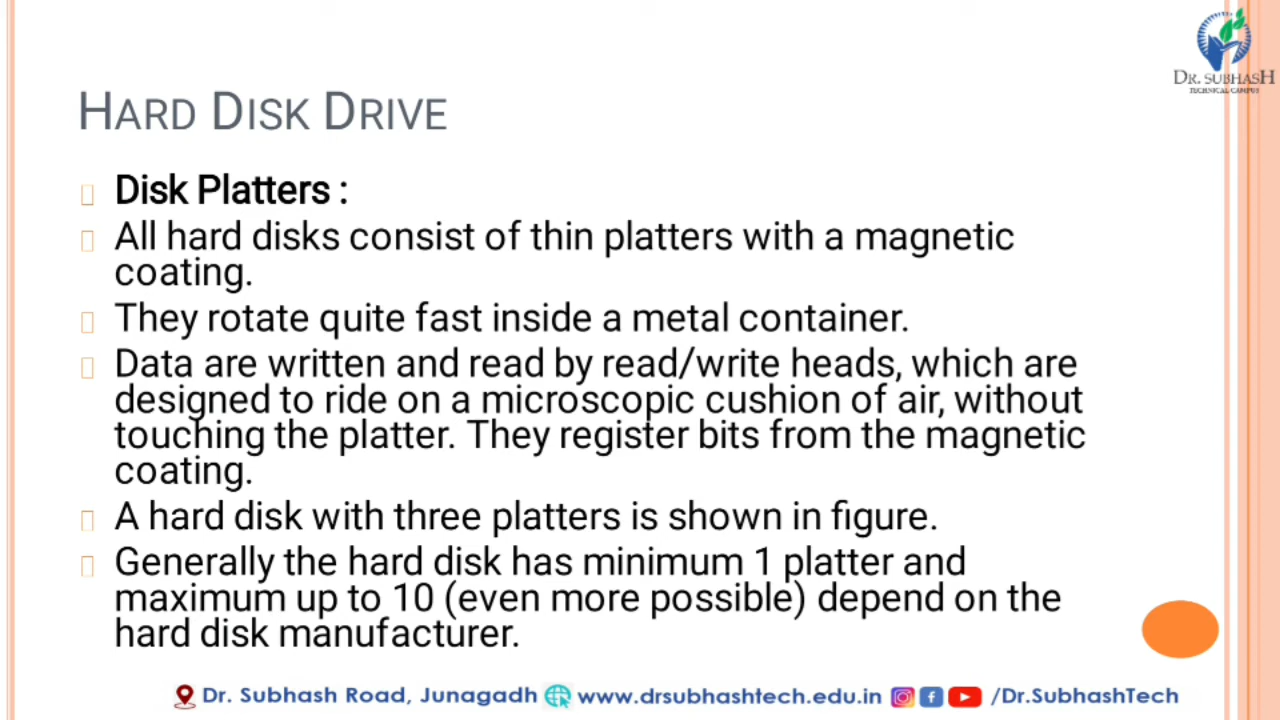 DR. SUBHASH
TECHNICAL CAMPUS
HARD DISK DRIVE
Disk Platters :
All hard disks consist of thin platters with a magnetic
coating.
They rotate quite fast inside a metal container.
Data are written and read by read/write heads, which are
designed to ride on a microscopic cushion of air, without
touching the platter. They register bits from the magnetic
coating.
A hard disk with three platters is shown in figure.
Generally the hard disk has minimum 1 platter and
maximum up to 10 (even more possible) depend on the
hard disk manufacturer.
Dr. Subhash Road, Junagadh www.drsubhashtech.edu.in /Dr.SubhashTech